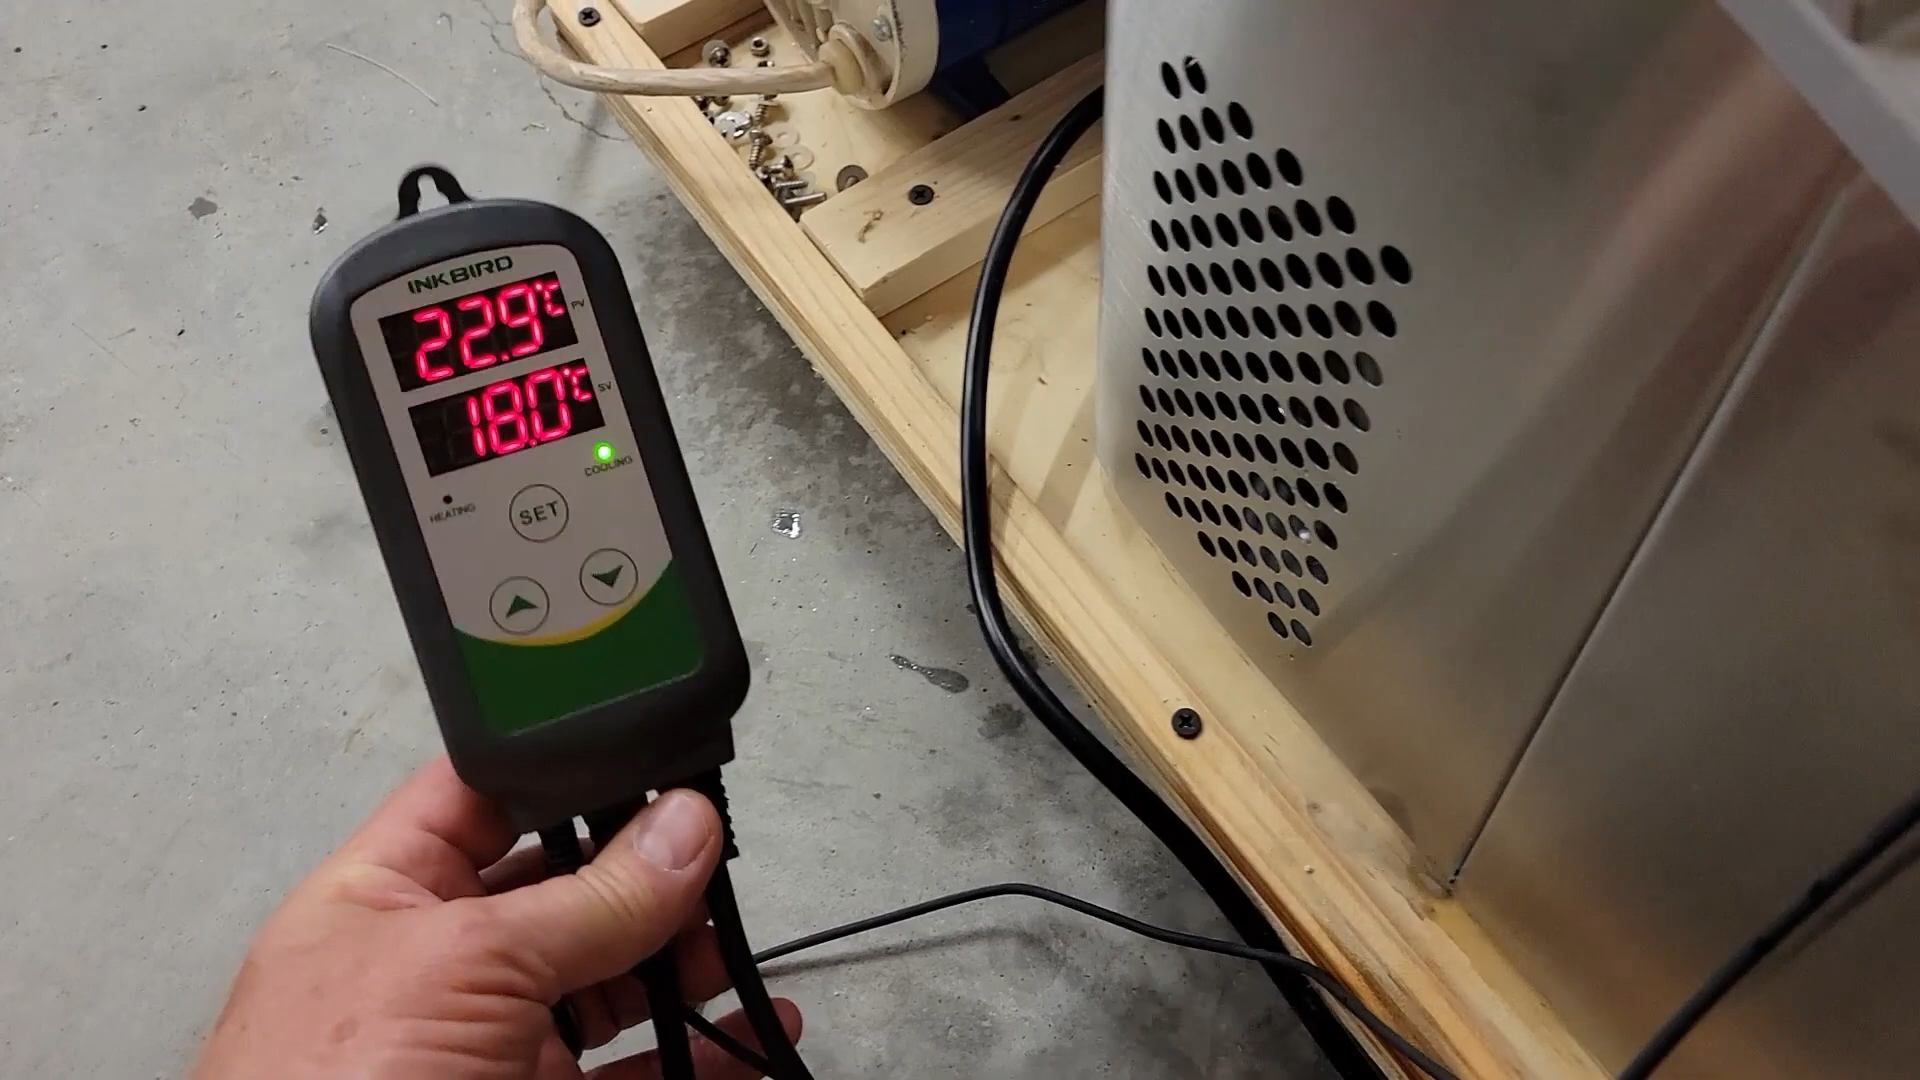 INKBIRD
22.9℃ PV
18.0℃ SV
COOLING
HEATING
SET